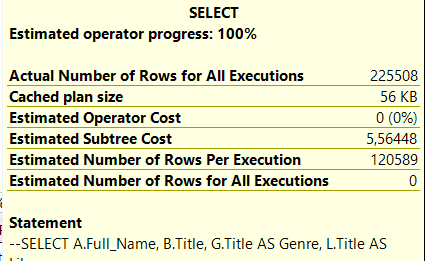 SELECT
Estimated operator progress: 100%
Actual Number of Rows for All Executions 225508
Cached plan size 56 KB
Estimated Operator Cost 0 (0%)
Estimated Subtree Cost 5,56448
Estimated Number of Rows Per Execution 120589
Estimated Number of Rows for All Executions 0
Statement
--SELECT A.Full_Name, B.Title, G.Title AS Genre, L.Title AS